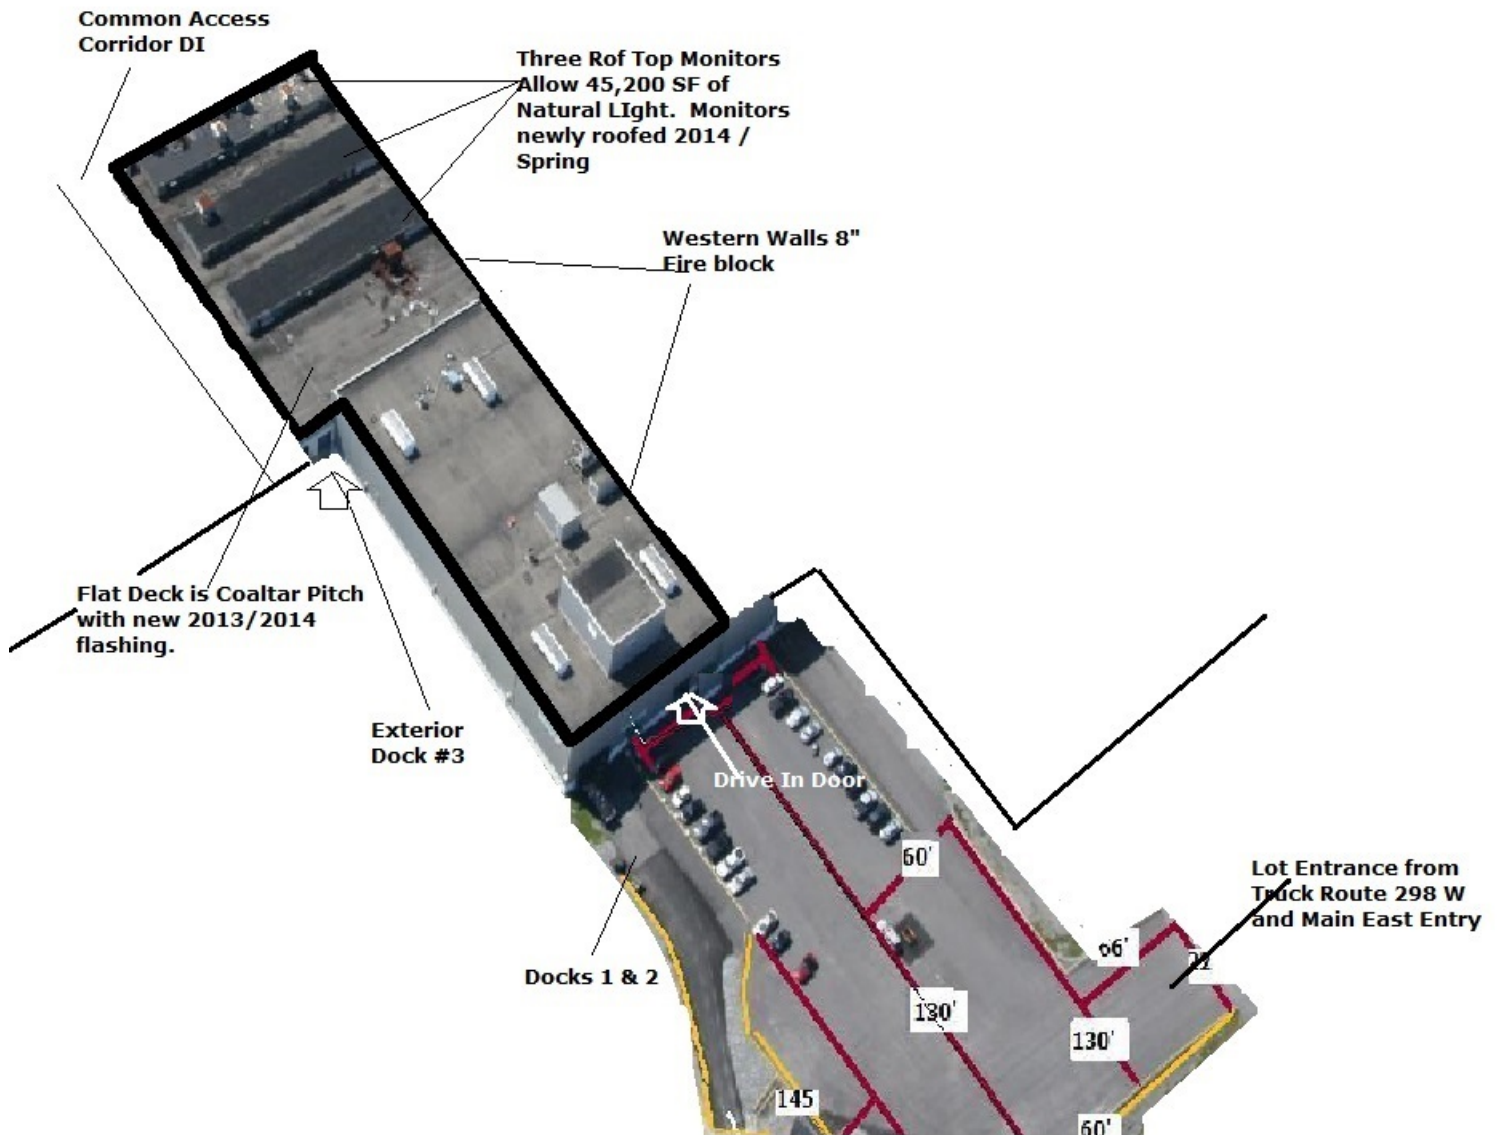 Common Access
Corridor DI
Three Rof Top Monitors
Allow 45,200 SF of
Natural LIght. Monitors
newly roofed 2014 /
Spring
Western Walls 8"
Fire block
Flat Deck is Coaltar Pitch
with new 2013/2014
flashing.
Exterior
Dock #3
Drive In Door
60'
Lot Entrance from
Truck Route 298 W
and Main East Entry
66'
Docks 1 & 2
130'
130'
145
60'